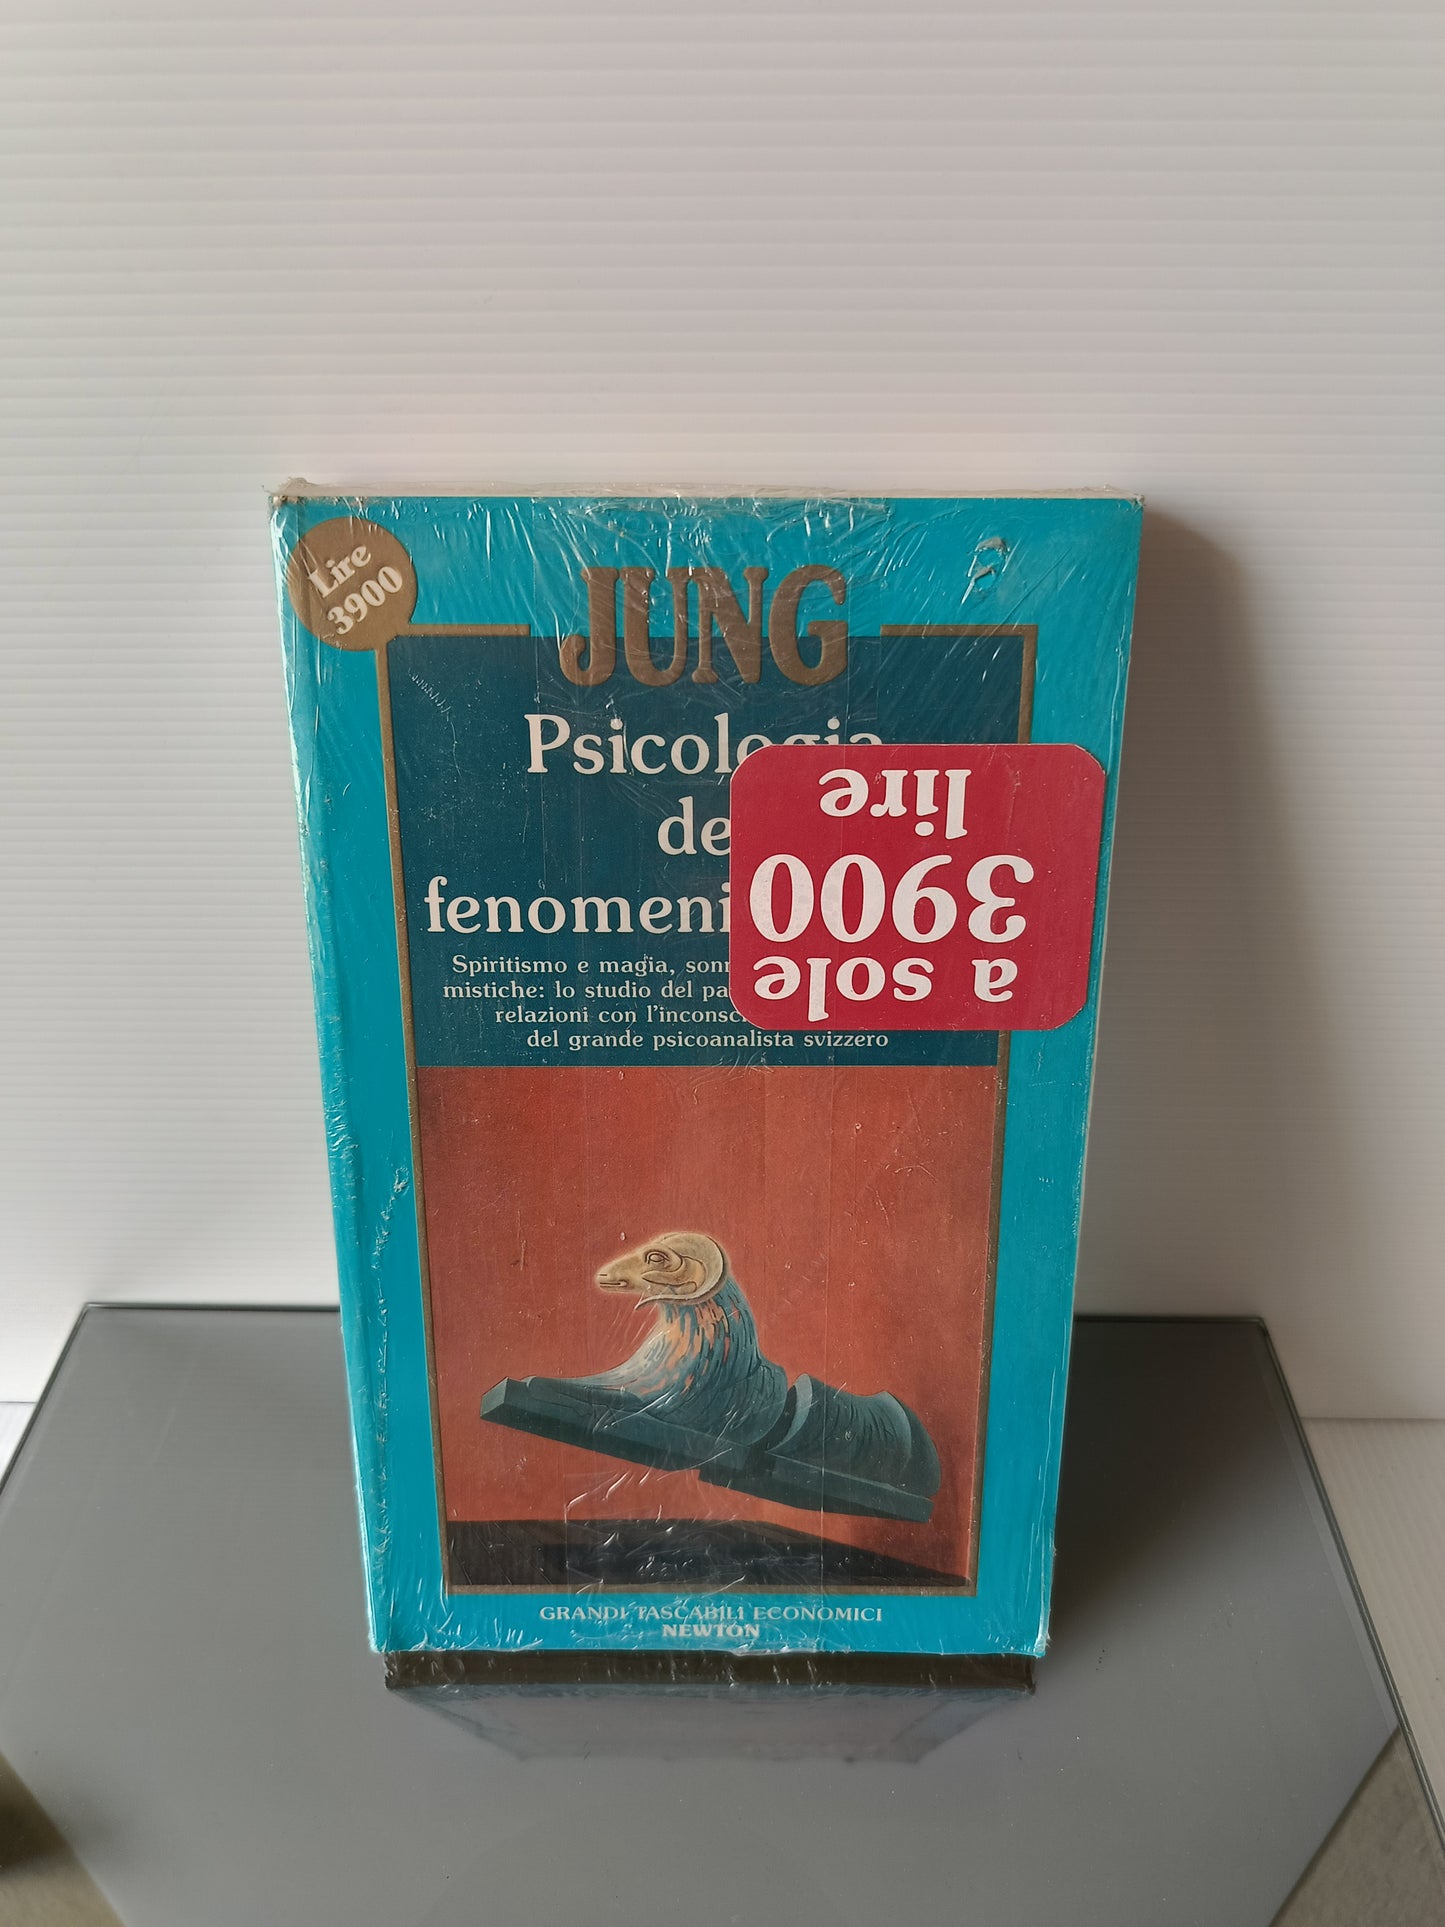 Lire
3900
JUNG
Psicologia
de
fenomeni
Spiritismo e magia, sonn
mistiche: lo studio del pa
relazioni con l'inconsc
del grande psicoanalista svizzero
a sole
3900
lire
GRANDI TASCABILI ECONOMICI
NEWTON